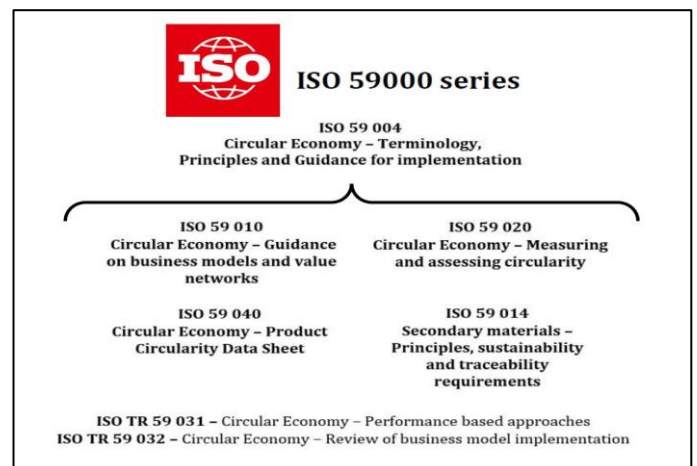 ISO
ISO 59000 series
ISO 59 004
Circular Economy – Terminology,
Principles and Guidance for implementation
ISO 59 010
Circular Economy – Guidance
on business models and value
networks
ISO 59 020
Circular Economy – Measuring
and assessing circularity
ISO 59 040
Circular Economy – Product
Circularity Data Sheet
ISO 59 014
Secondary materials –
Principles, sustainability
and traceability
requirements
ISO TR 59 031 – Circular Economy – Performance based approaches
ISO TR 59 032 – Circular Economy – Review of business model implementation